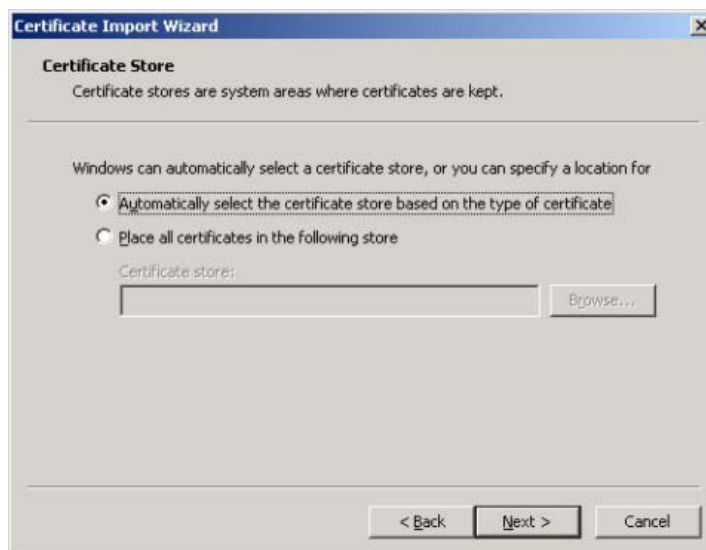 Certificate Import Wizard
Certificate Store
Certificate stores are system areas where certificates are kept.
Windows can automatically select a certificate store, or you can specify a location for
Automatically select the certificate store based on the type of certificate
Place all certificates in the following store
Certificate store:
Browse...
< Back Next > Cancel